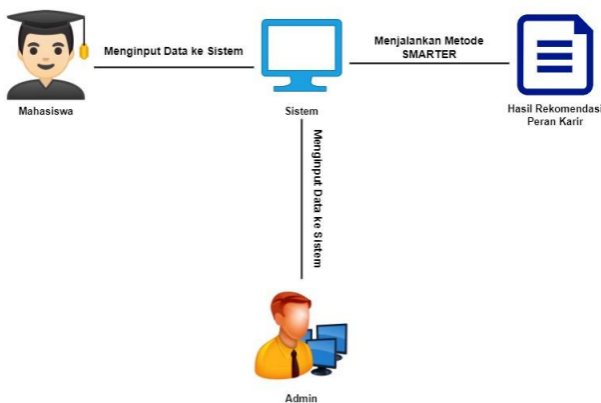 Menginput Data ke Sistem
Menjalankan Metode
SMARTER
Mahasiswa
Sistem
Hasil Rekomendasi
Peran Karir
Menginput Data ke Sistem
Admin